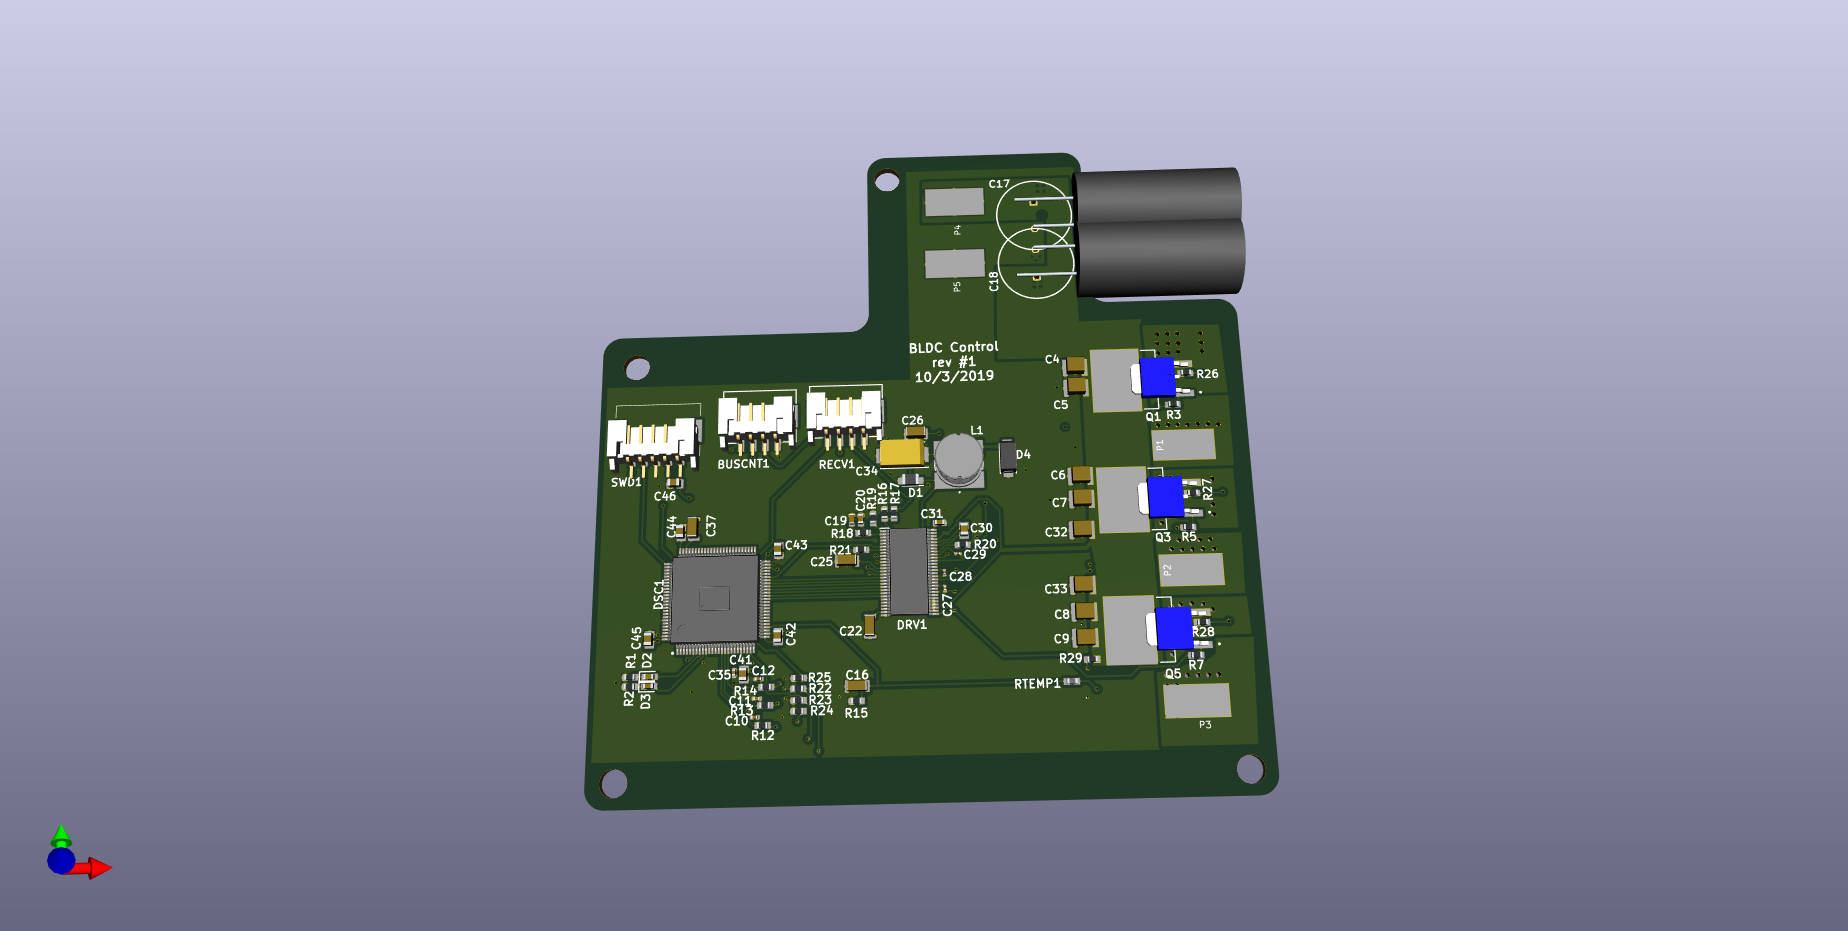 C17
P4
P5
C18
BLDC Control
rev #1
10/3/2019
C4
C5
R26
Q1
R3
P1
C26
L1
D4
BUSCNT1
RECV1
C34
SWD1
C46
D1
C6
C7
R27
C32
Q3
R5
C44
C37
C19
C20
R19
R16
R17
R18
C31
C30
R20
C29
C43
R21
C25
C28
P2
C33
DSC1
C27
C22
DRV1
C8
C9
R28
R29
Q5
R7
C45
C42
R1
D2
C41
C35
C12
R25
R22
C16
RTEMP1
R2
D3
R14
C11
R13
R23
R24
R15
C10
R12
P3